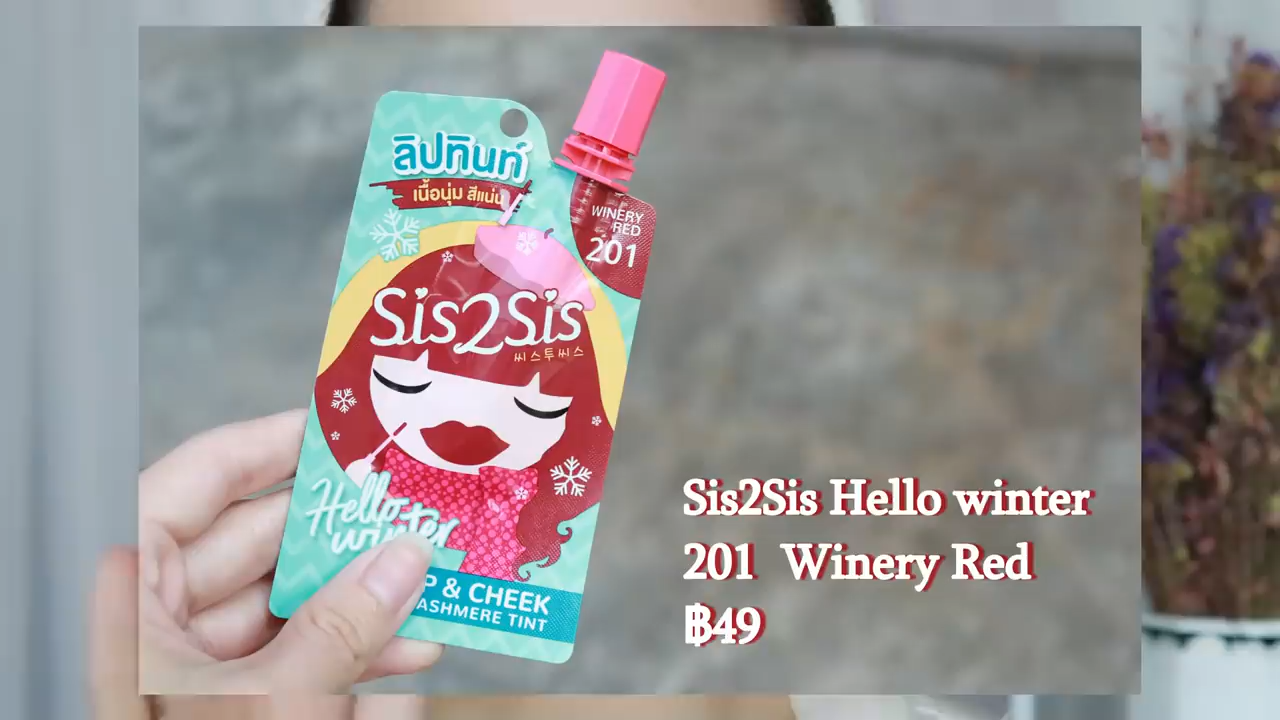 ลิปทินท์
เนื้อนุ่ม สีแน่น
WINERY
RED
201
Sis2Sis
씨스투씨스
Hello
winter
P & CHEEK
ASHMERE TINT
Sis2Sis Hello winter
201 Winery Red
฿49